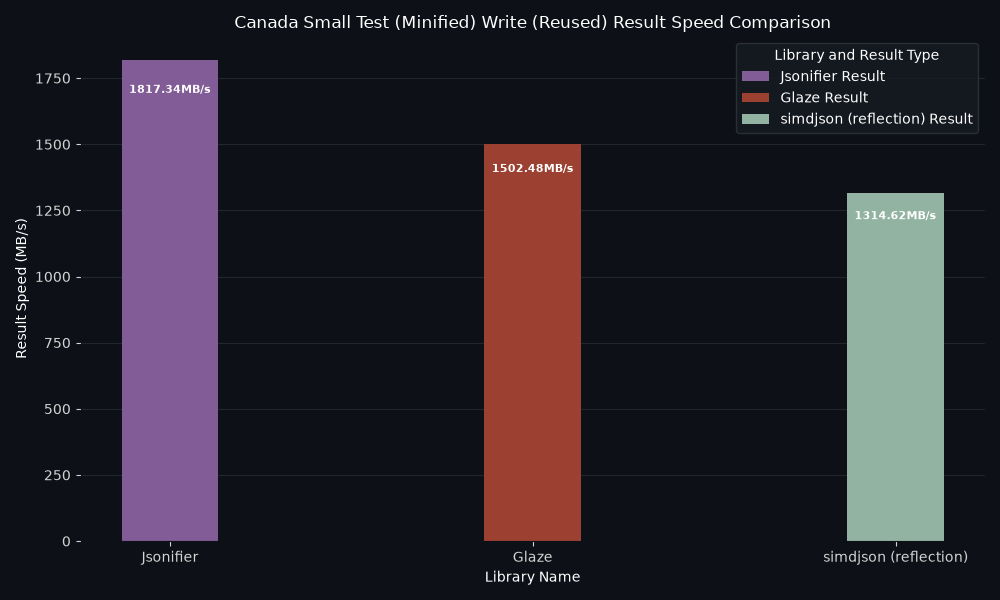 Canada Small Test (Minified) Write (Reused) Result Speed Comparison
Library and Result Type
Jsonifier Result
Glaze Result
simdjson (reflection) Result
1817.34MB/s
1502.48MB/s
1314.62MB/s
Result Speed (MB/s)
1750
1500
1250
1000
750
500
250
0
Jsonifier
Glaze
simdjson (reflection)
Library Name